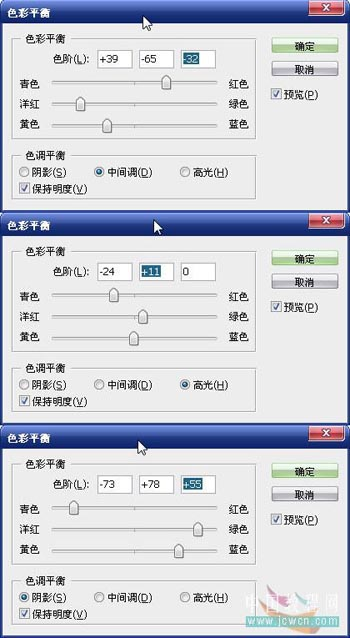 色彩平衡
色彩平衡
色阶(L): +39 -65 -32
青色 红色
洋红 绿色
黄色 蓝色
色调平衡
阴影(S) 中间调(D) 高光(H)
保持明度(V)
确定
取消
预览(P)
色彩平衡
色彩平衡
色阶(L): -24 +11 0
青色 红色
洋红 绿色
黄色 蓝色
色调平衡
阴影(S) 中间调(D) 高光(H)
保持明度(V)
确定
取消
预览(P)
色彩平衡
色彩平衡
色阶(L): -73 +78 +55
青色 红色
洋红 绿色
黄色 蓝色
色调平衡
阴影(S) 中间调(D) 高光(H)
保持明度(V)
确定
取消
预览(P)
中国教程网
www.jcwcn.com